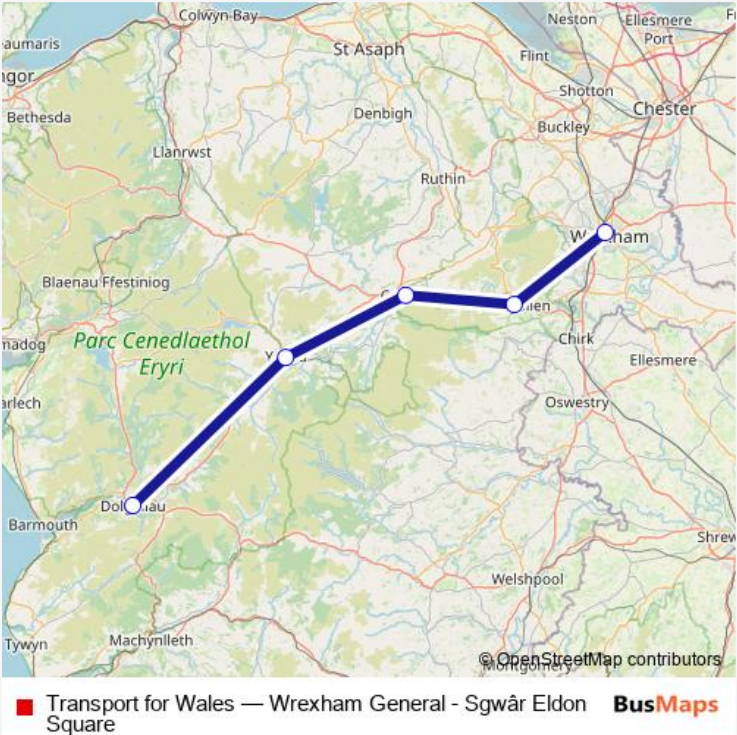 Colwyn Bay
Neston
Ellesmere
Port
eaumaris
St Asaph
Flint
ngor
Shotton
Chester
Bethesda
Denbigh
Buckley
Llanrwst
Ruthin
Blaenau Ffestiniog
Parc Cenedlaethol
Eryri
madog
Chirk
Ellesmere
arlech
Oswestry
Barmouth
Shrew
Welshpool
Tywyn
Machynlleth
Montgomery
© OpenStreetMap contributors
Transport for Wales — Wrexham General - Sgwâr Eldon
Square
BusMaps